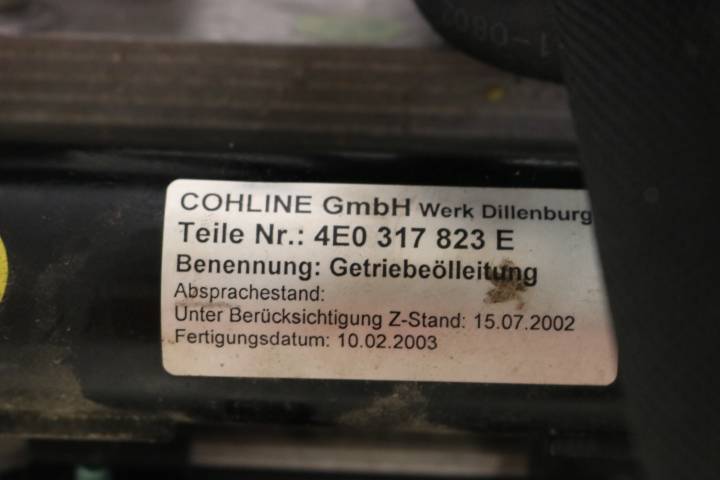 COHLINE GmbH Werk Dillenburg
Teile Nr.: 4E0 317 823 E
Benennung: Getriebeölleitung
Absprachestand:
Unter Berücksichtigung Z-Stand: 15.07.2002
Fertigungsdatum: 10.02.2003